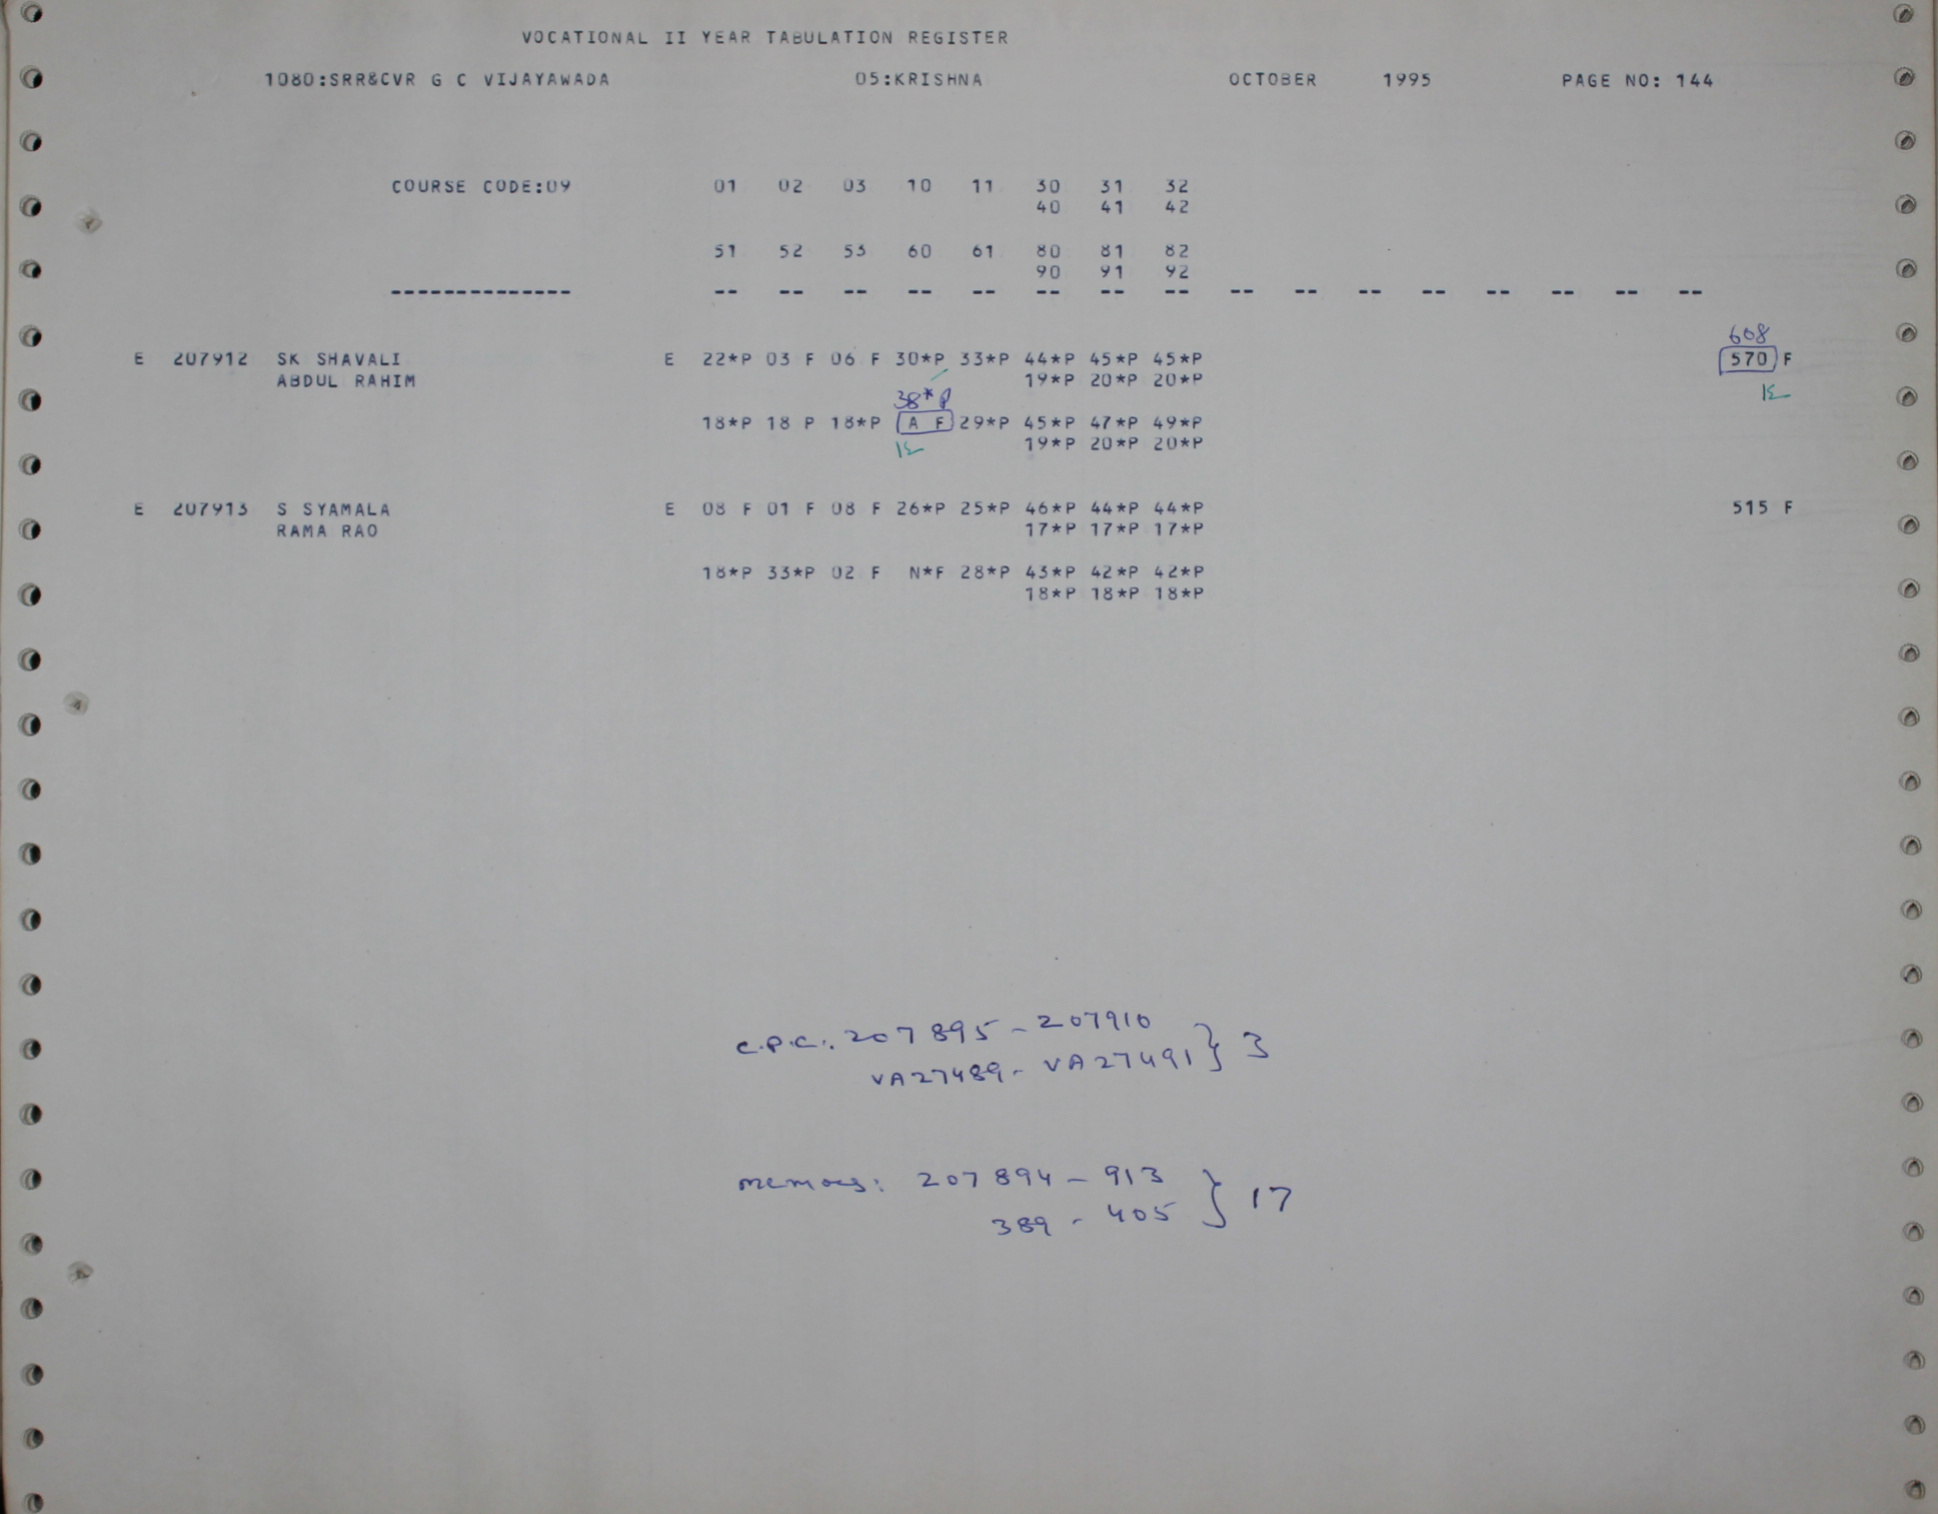 VOCATIONAL II YEAR TABULATION REGISTER
1080:SRR&CVR G C VIJAYAWADA 05:KRISHNA OCTOBER 1995 PAGE NO: 144
COURSE CODE:09 01 02 03 10 11 30 31 32
40 41 42
51 52 53 60 61 80 81 82
90 91 92
-------------- -- -- -- -- -- -- -- -- -- -- -- -- -- -- -- --
608
E 207912 SK SHAVALI E 22*P 03 F 06 F 30*P 33*P 44*P 45*P 45*P 570 F
ABDUL RAHIM 19*P 20*P 20*P
38*P
18*P 18 P 18*P A F 29*P 45*P 47*P 49*P
19*P 20*P 20*P
E 207913 S SYAMALA E 08 F 01 F 08 F 26*P 25*P 46*P 44*P 44*P 515 F
RAMA RAO 17*P 17*P 17*P
18*P 33*P 02 F N*F 28*P 43*P 42*P 42*P
18*P 18*P 18*P
C.P.C:. 207895 - 207910
VA27489 - VA27491 } 3
memoes: 207894 - 913
389 - 405 } 17